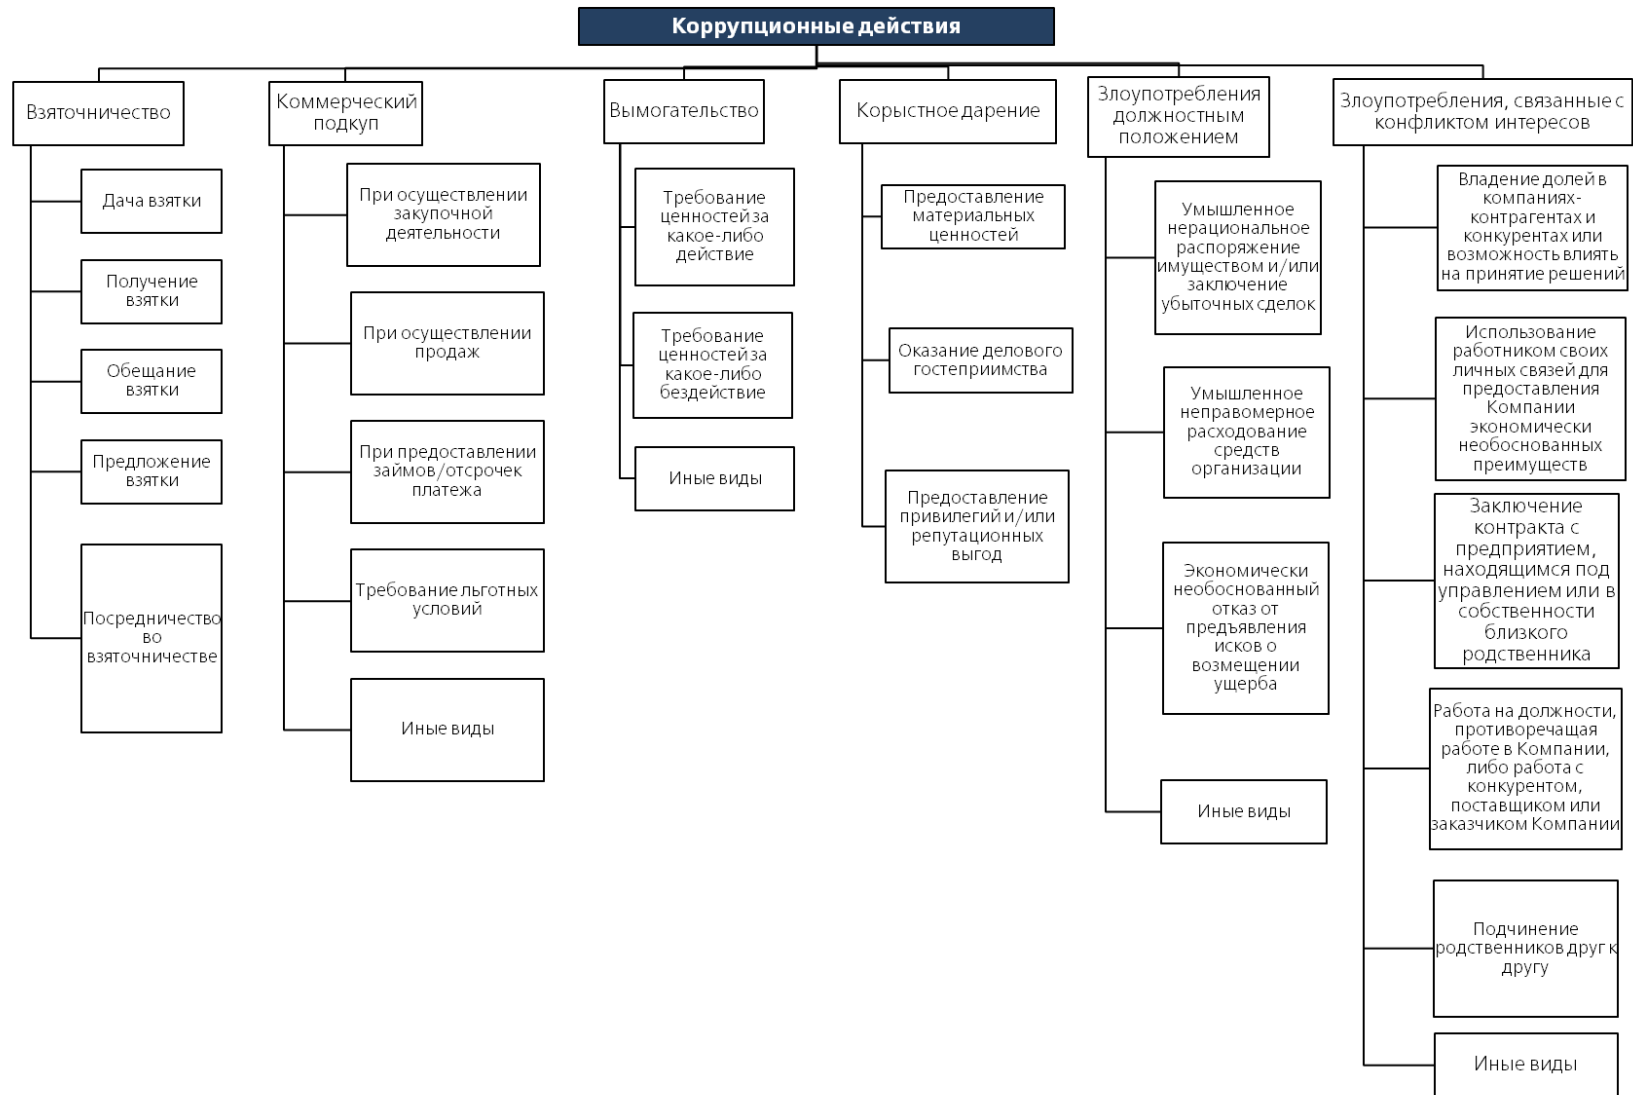 Коррупционные действия
Взяточничество
Дача взятки
Получение
взятки
Обещание
взятки
Предложение
взятки
Посредничество
во
взяточничестве
Коммерческий
подкуп
При осуществлении
закупочной
деятельности
При осуществлении
продаж
При предоставлении
займов/отсрочек
платежа
Требование льготных
условий
Иные виды
Вымогательство
Требование
ценностей за
какое-либо
действие
Требование
ценностей за
какое-либо
бездействие
Иные виды
Корыстное дарение
Предоставление
материальных
ценностей
Оказание делового
гостеприимства
Предоставление
привилегий и/или
репутационных
выгод
Злоупотребления
должностным
положением
Умышленное
нерациональное
распоряжение
имуществом и/или
заключение
убыточных сделок
Умышленное
неправомерное
расходование
средств
организации
Экономически
необоснованный
отказ от
предъявления
исков о
возмещении
ущерба
Иные виды
Злоупотребления, связанные с
конфликтом интересов
Владение долей в
компаниях-
контрагентах и
конкурентах или
возможность влиять
на принятие решений
Использование
работником своих
личных связей для
предоставления
Компании
экономически
необоснованных
преимуществ
Заключение
контракта с
предприятием,
находящимся под
управлением или в
собственности
близкого
родственника
Работа на должности,
противоречащая
работе в Компании,
либо работа с
конкурентом,
поставщиком или
заказчиком Компании
Подчинение
родственников друг к
другу
Иные виды